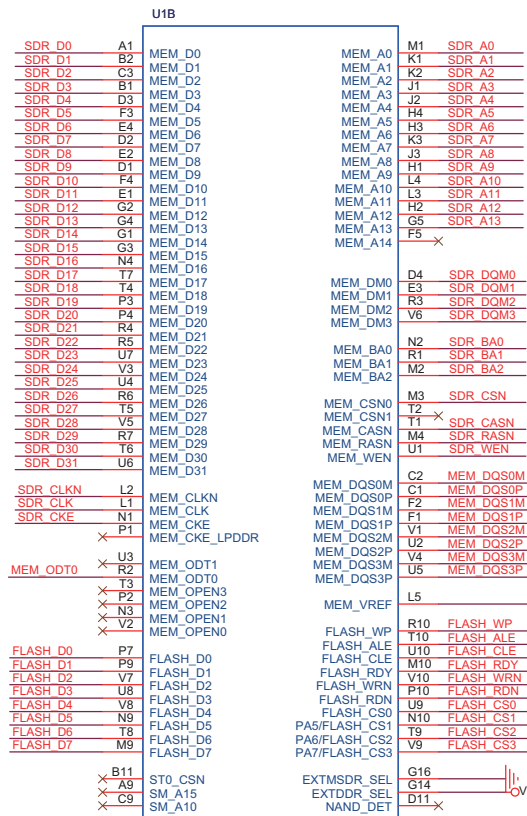 U1B
SDR_D0 A1 MEM_D0
SDR_D1 B2 MEM_D1
SDR_D2 C3 MEM_D2
SDR_D3 B1 MEM_D3
SDR_D4 D3 MEM_D4
SDR_D5 F3 MEM_D5
SDR_D6 E4 MEM_D6
SDR_D7 D2 MEM_D7
SDR_D8 E2 MEM_D8
SDR_D9 D1 MEM_D9
SDR_D10 F4 MEM_D10
SDR_D11 E1 MEM_D11
SDR_D12 G2 MEM_D12
SDR_D13 G4 MEM_D13
SDR_D14 G1 MEM_D14
SDR_D15 G3 MEM_D15
SDR_D16 N4 MEM_D16
SDR_D17 T7 MEM_D17
SDR_D18 T4 MEM_D18
SDR_D19 P3 MEM_D19
SDR_D20 P4 MEM_D20
SDR_D21 R4 MEM_D21
SDR_D22 R5 MEM_D22
SDR_D23 U7 MEM_D23
SDR_D24 V3 MEM_D24
SDR_D25 U4 MEM_D25
SDR_D26 R6 MEM_D26
SDR_D27 T5 MEM_D27
SDR_D28 V5 MEM_D28
SDR_D29 R7 MEM_D29
SDR_D30 T6 MEM_D30
SDR_D31 U6 MEM_D31
SDR_CLKN L2 MEM_CLKN
SDR_CLK L1 MEM_CLK
SDR_CKE N1 MEM_CKE
P1 MEM_CKE_LPDDR
U3 MEM_ODT1
MEM_ODT0 R2 MEM_ODT0
T3 MEM_OPEN3
P2 MEM_OPEN2
N3 MEM_OPEN1
V2 MEM_OPEN0
FLASH_D0 P7 FLASH_D0
FLASH_D1 P9 FLASH_D1
FLASH_D2 V7 FLASH_D2
FLASH_D3 U8 FLASH_D3
FLASH_D4 V8 FLASH_D4
FLASH_D5 N9 FLASH_D5
FLASH_D6 T8 FLASH_D6
FLASH_D7 M9 FLASH_D7
B11 ST0_CSN
A9 SM_A15
C9 SM_A10
MEM_A0 M1 SDR_A0
MEM_A1 K1 SDR_A1
MEM_A2 K2 SDR_A2
MEM_A3 J1 SDR_A3
MEM_A4 J2 SDR_A4
MEM_A5 H4 SDR_A5
MEM_A6 H3 SDR_A6
MEM_A7 K3 SDR_A7
MEM_A8 J3 SDR_A8
MEM_A9 H1 SDR_A9
MEM_A10 L4 SDR_A10
MEM_A11 L3 SDR_A11
MEM_A12 H2 SDR_A12
MEM_A13 G5 SDR_A13
MEM_A14 F5
MEM_DM0 D4 SDR_DQM0
MEM_DM1 E3 SDR_DQM1
MEM_DM2 R3 SDR_DQM2
MEM_DM3 V6 SDR_DQM3
MEM_BA0 N2 SDR_BA0
MEM_BA1 R1 SDR_BA1
MEM_BA2 M2 SDR_BA2
MEM_CSN0 M3 SDR_CSN
MEM_CSN1 T2
MEM_CASN T1 SDR_CASN
MEM_RASN M4 SDR_RASN
MEM_WEN U1 SDR_WEN
MEM_DQS0M C2 MEM_DQS0M
MEM_DQS0P C1 MEM_DQS0P
MEM_DQS1M F2 MEM_DQS1M
MEM_DQS1P F1 MEM_DQS1P
MEM_DQS2M V1 MEM_DQS2M
MEM_DQS2P U2 MEM_DQS2P
MEM_DQS3M V4 MEM_DQS3M
MEM_DQS3P U5 MEM_DQS3P
MEM_VREF L5
FLASH_WP R10 FLASH_WP
FLASH_ALE T10 FLASH_ALE
FLASH_CLE U10 FLASH_CLE
FLASH_RDY M10 FLASH_RDY
FLASH_WRN V10 FLASH_WRN
FLASH_RDN P10 FLASH_RDN
FLASH_CS0 U9 FLASH_CS0
PA5/FLASH_CS1 N10 FLASH_CS1
PA6/FLASH_CS2 T9 FLASH_CS2
PA7/FLASH_CS3 V9 FLASH_CS3
EXTMSDR_SEL G16
EXTDDR_SEL G14 V
NAND_DET D11